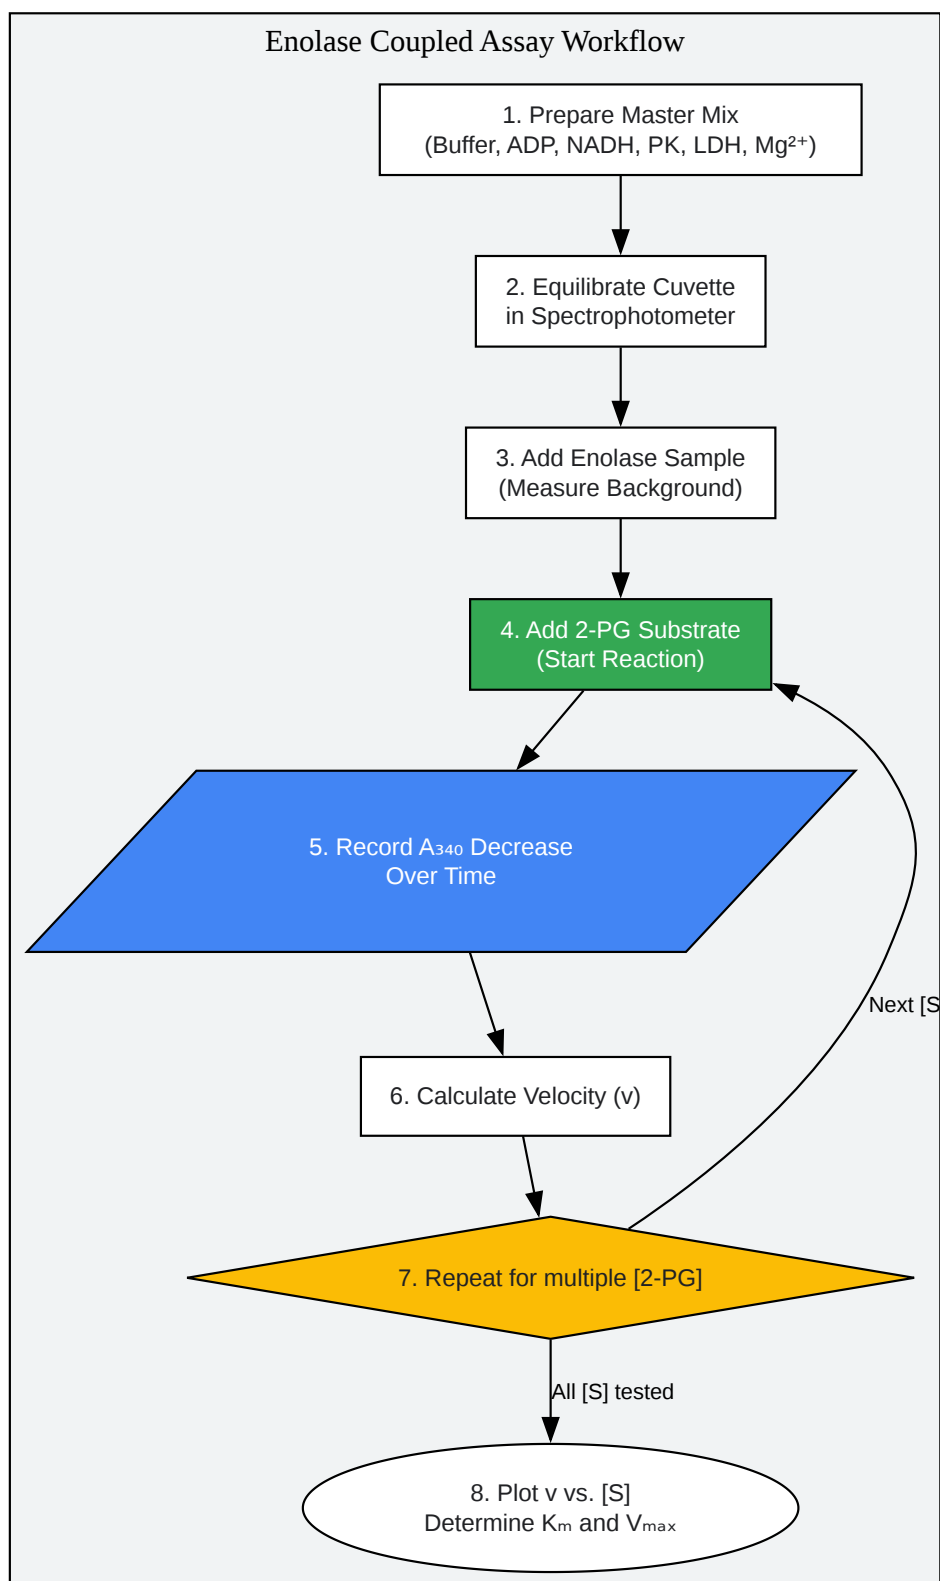 Enolase Coupled Assay Workflow
1. Prepare Master Mix
(Buffer, ADP, NADH, PK, LDH, Mg²⁺)
2. Equilibrate Cuvette
in Spectrophotometer
3. Add Enolase Sample
(Measure Background)
4. Add 2-PG Substrate
(Start Reaction)
5. Record A₃₄₀ Decrease
Over Time
Next [S
6. Calculate Velocity (v)
7. Repeat for multiple [2-PG]
All [S] tested
8. Plot v vs. [S]
Determine Kₘ and Vₘₐₓ